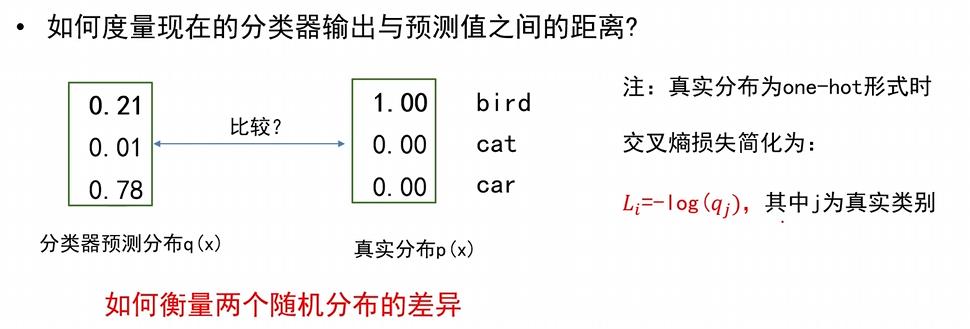 • 如何度量现在的分类器输出与预测值之间的距离?
0.21
0.01
0.78
比较?
1.00 bird
0.00 cat
0.00 car
分类器预测分布q(x)
真实分布p(x)
注：真实分布为one-hot形式时
交叉熵损失简化为：
L_i=-log(q_j)，其中j为真实类别
如何衡量两个随机分布的差异